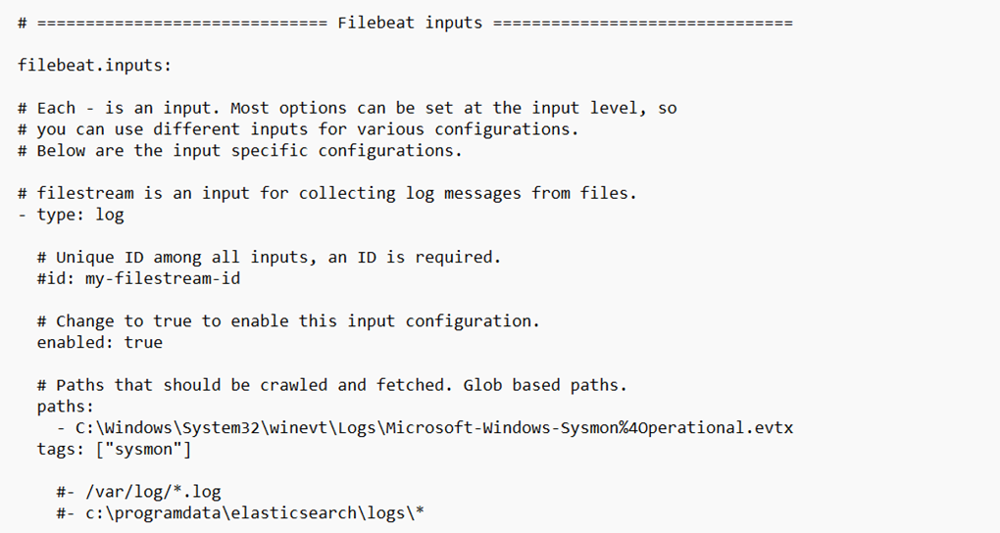 # ============================== Filebeat inputs ===============================
filebeat.inputs:
# Each - is an input. Most options can be set at the input level, so
# you can use different inputs for various configurations.
# Below are the input specific configurations.
# filestream is an input for collecting log messages from files.
- type: log
# Unique ID among all inputs, an ID is required.
#id: my-filestream-id
# Change to true to enable this input configuration.
enabled: true
# Paths that should be crawled and fetched. Glob based paths.
paths:
- C:\Windows\System32\winevt\Logs\Microsoft-Windows-Sysmon%4Operational.evtx
tags: ["sysmon"]
#- /var/log/*.log
#- c:\programdata\elasticsearch\logs\*